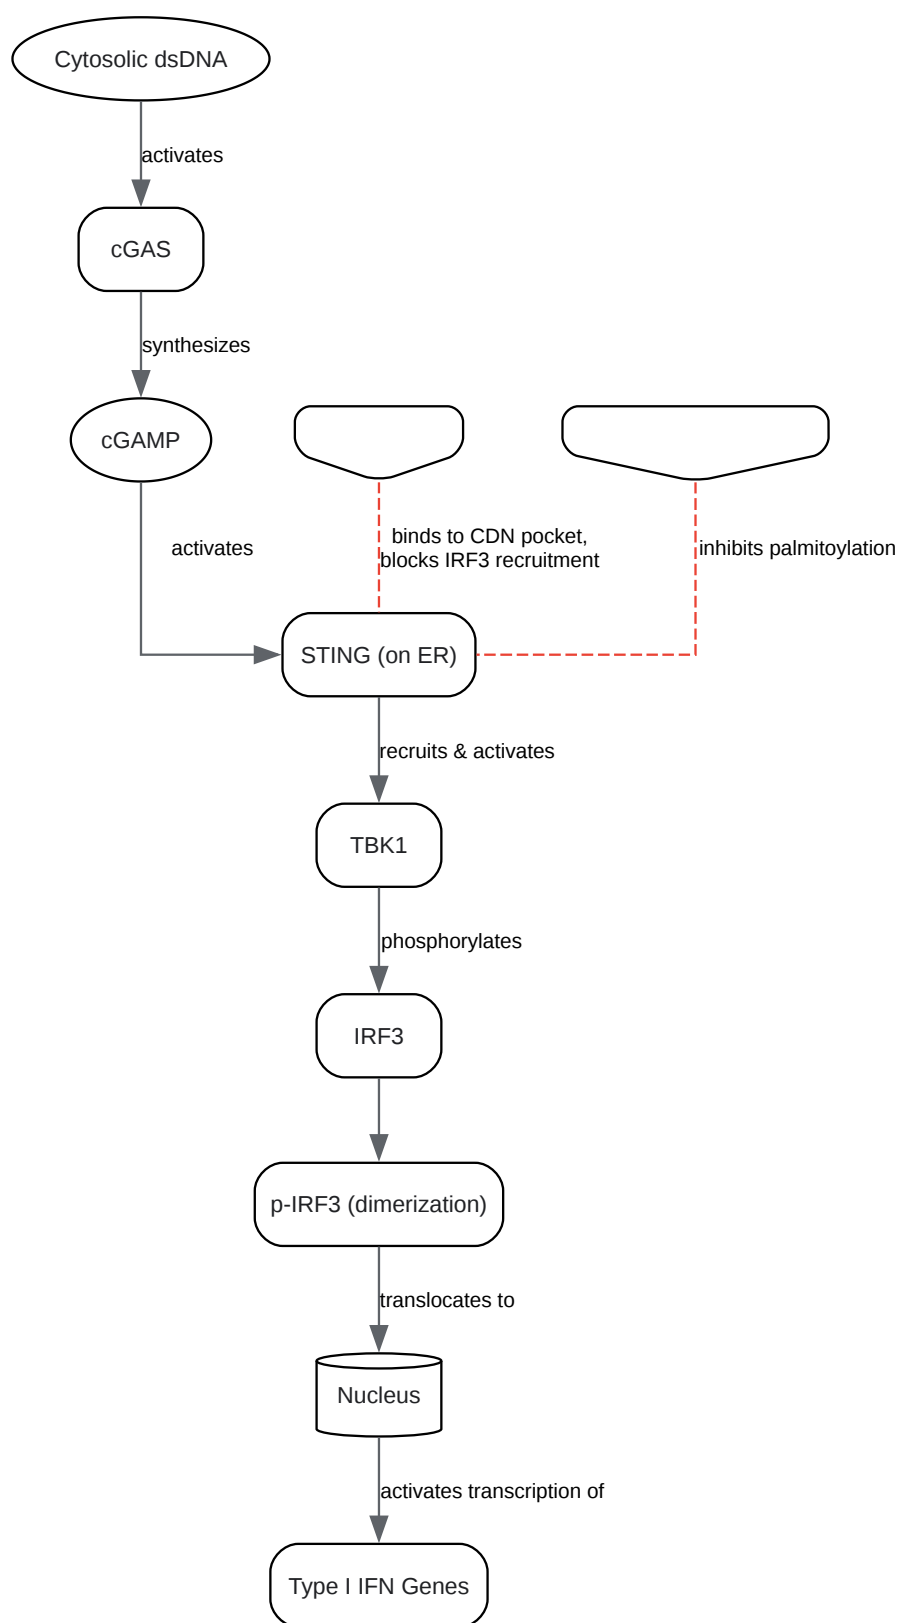 Cytosolic dsDNA
activates
cGAS
synthesizes
cGAMP
activates
binds to CDN pocket,
blocks IRF3 recruitment
inhibits palmitoylation
STING (on ER)
recruits & activates
TBK1
phosphorylates
IRF3
p-IRF3 (dimerization)
translocates to
Nucleus
activates transcription of
Type I IFN Genes